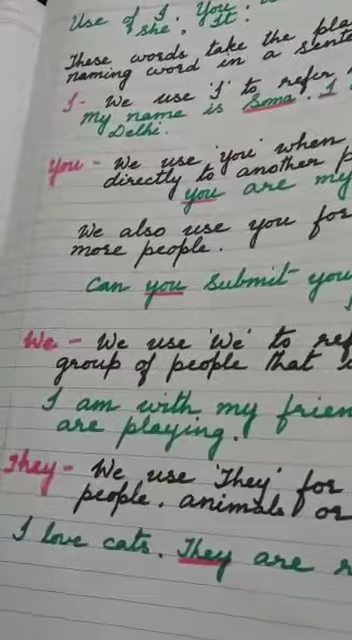 Use of I, You,
she, It.
These words take the pla
naming word in a sente
I - We use 'I' to refer
my name is Soma. I
Delhi.
You - We use 'you' when
directly to another p
you are my
We also use you for
more people.
Can you submit you
We - We use 'We' to ref
group of people that
I am with my frien
are playing.
They - We use 'They' for
people, animals or
I love cats. They are